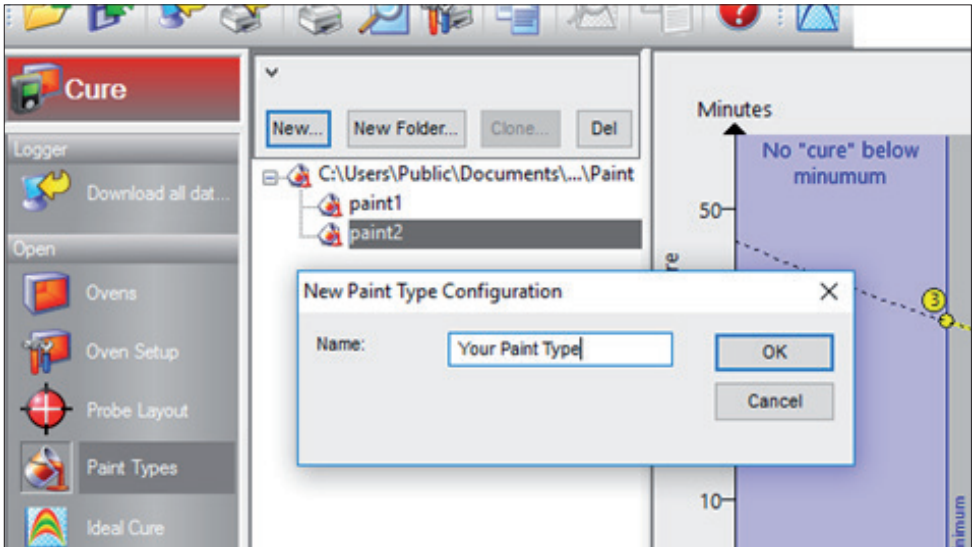 Cure
Logger
Download all dat...
Open
Ovens
Oven Setup
Probe Layout
Paint Types
Ideal Cure
New...
New Folder...
Clone...
Del
C:\Users\Public\Documents\...\Paint
paint1
paint2
New Paint Type Configuration
Name:
Your Paint Type
OK
Cancel
Minutes
No "cure" below
minumum
50
3
10